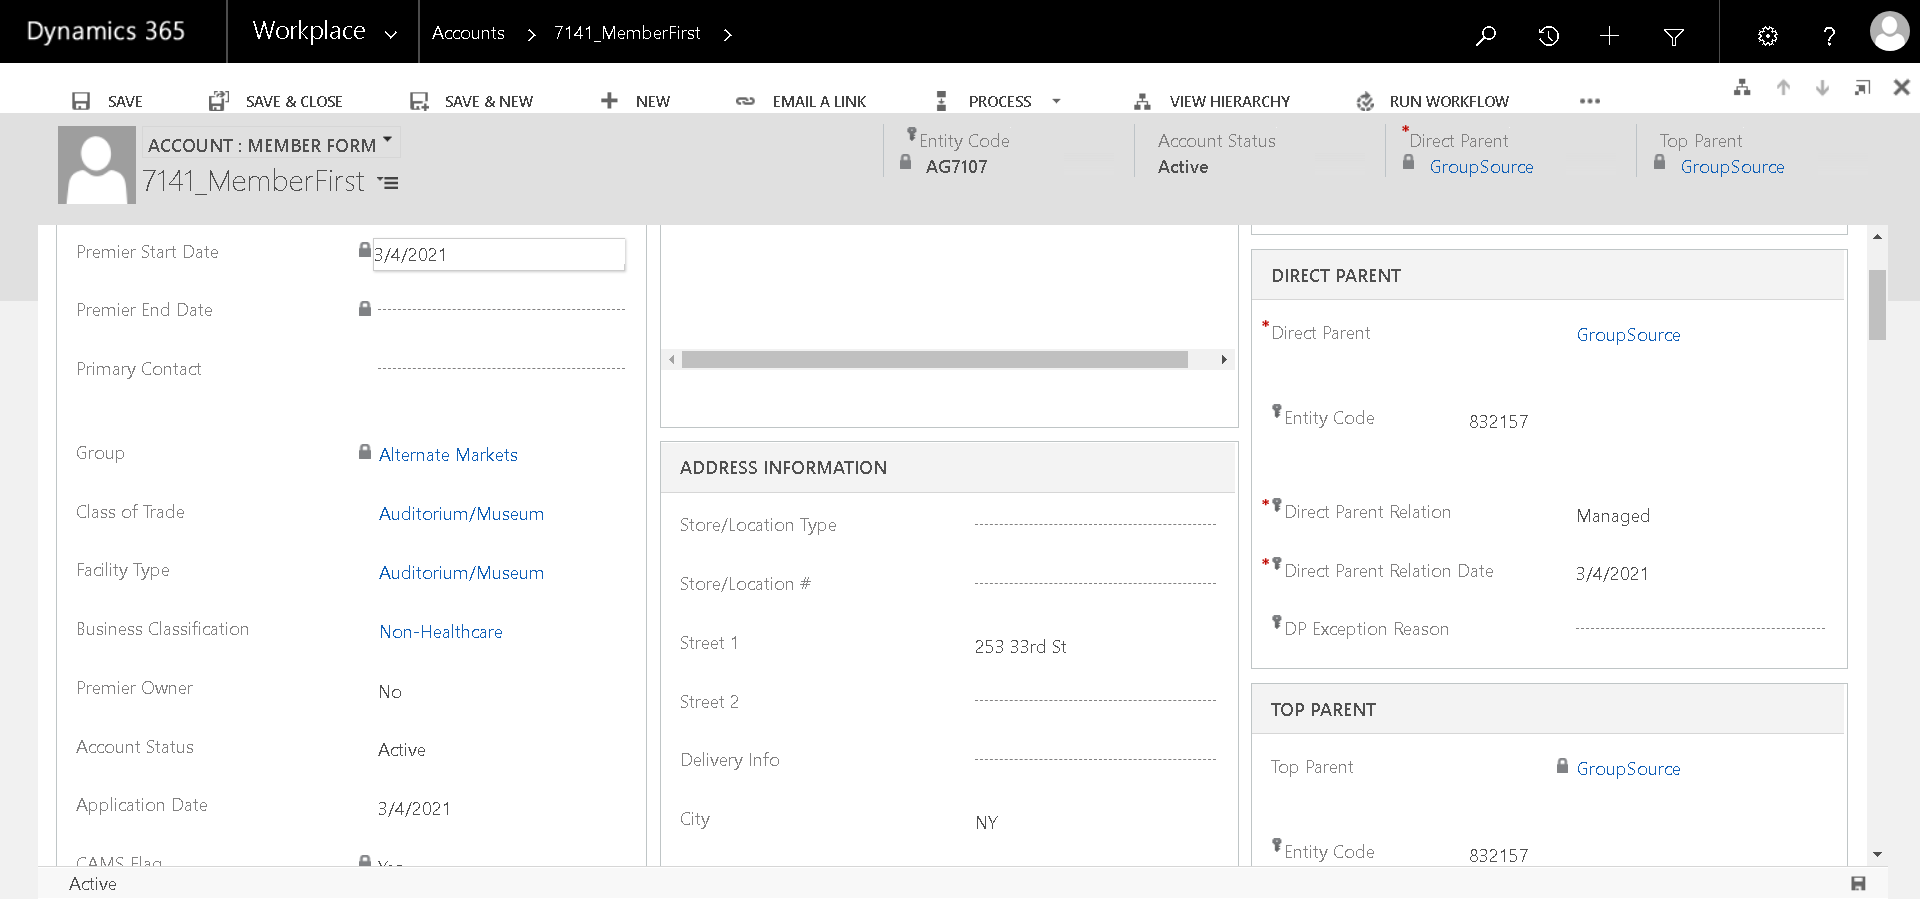 Dynamics 365
Workplace
Accounts
7141_MemberFirst
SAVE
SAVE & CLOSE
SAVE & NEW
NEW
EMAIL A LINK
PROCESS
VIEW HIERARCHY
RUN WORKFLOW
ACCOUNT : MEMBER FORM
7141_MemberFirst
Entity Code
AG7107
Account Status
Active
*Direct Parent
GroupSource
Top Parent
GroupSource
Premier Start Date
3/4/2021
Premier End Date
Primary Contact
Group
Alternate Markets
Class of Trade
Auditorium/Museum
Facility Type
Auditorium/Museum
Business Classification
Non-Healthcare
Premier Owner
No
Account Status
Active
Application Date
3/4/2021
CAMS Flag
Yes
ADDRESS INFORMATION
Store/Location Type
Store/Location #
Street 1
253 33rd St
Street 2
Delivery Info
City
NY
DIRECT PARENT
*Direct Parent
GroupSource
Entity Code
832157
*Direct Parent Relation
Managed
*Direct Parent Relation Date
3/4/2021
DP Exception Reason
TOP PARENT
Top Parent
GroupSource
Entity Code
832157
Active